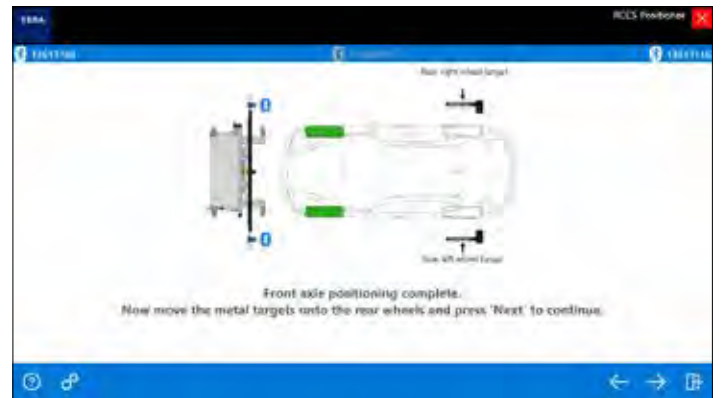 TEXA
RCCS Positioner
Rear right wheel target
Rear left wheel target
Front axle positioning complete.
Now move the metal targets onto the rear wheels and press 'Next' to continue.